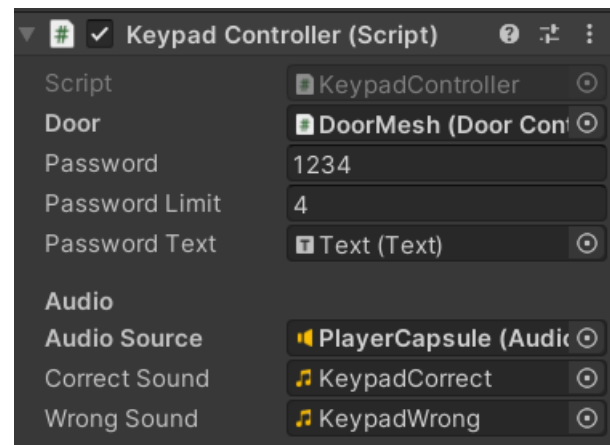 Keypad Controller (Script)
Script KeypadController
Door DoorMesh (Door Con
Password 1234
Password Limit 4
Password Text Text (Text)
Audio
Audio Source PlayerCapsule (Audio
Correct Sound KeypadCorrect
Wrong Sound KeypadWrong